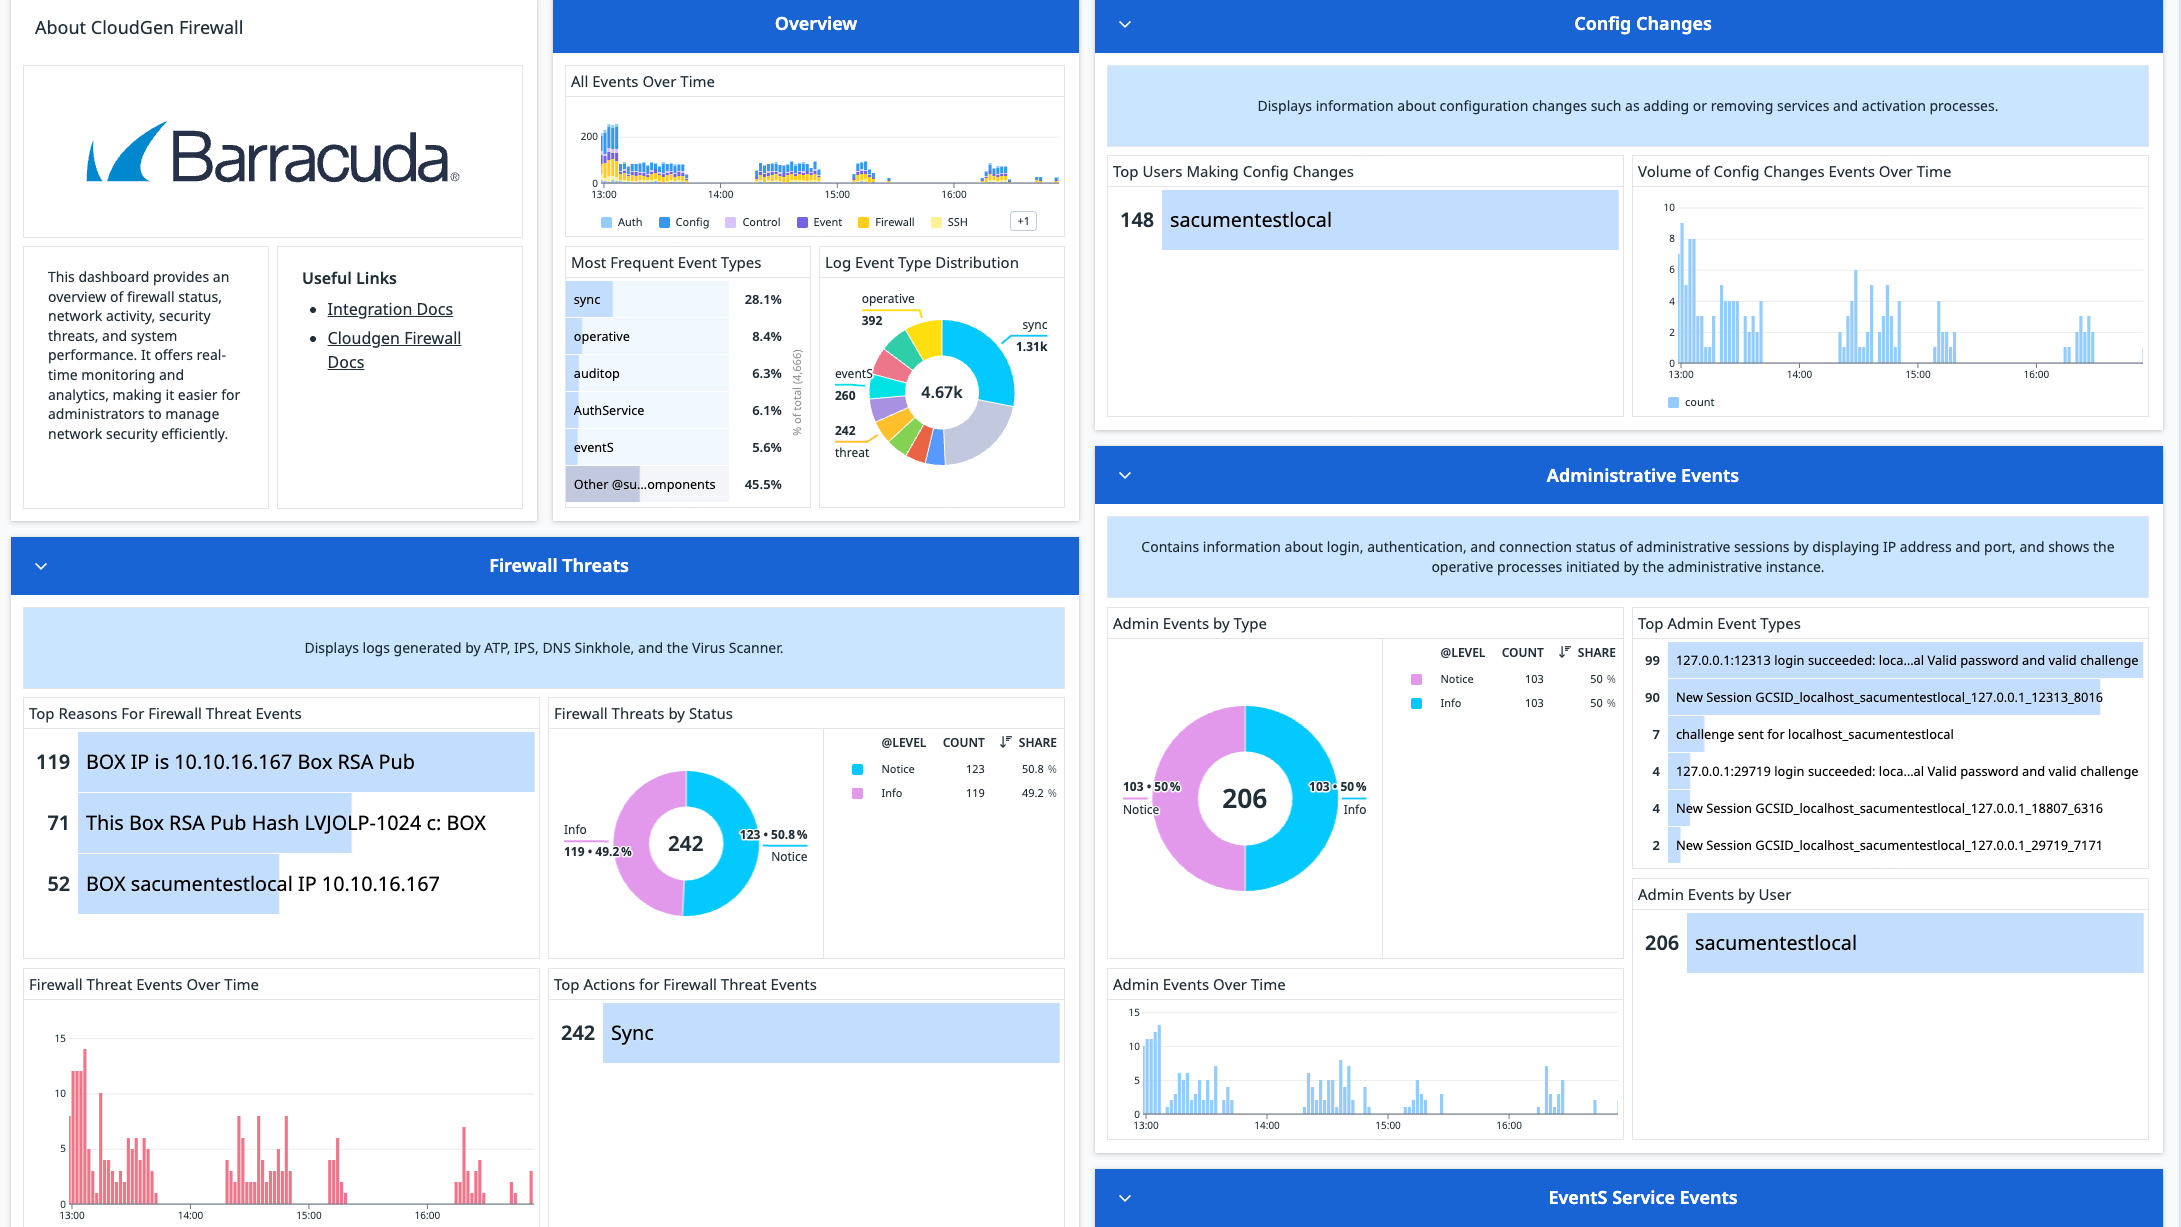 About CloudGen Firewall
Barracuda®
This dashboard provides an
overview of firewall status,
network activity, security
threats, and system
performance. It offers real-
time monitoring and
analytics, making it easier for
administrators to manage
network security efficiently.
Useful Links
• Integration Docs
• Cloudgen Firewall
Docs
Overview
All Events Over Time
200
0
13:00 14:00 15:00 16:00
Auth Config Control Event Firewall SSH +1
Most Frequent Event Types
sync 28.1%
operative 8.4%
auditop 6.3%
AuthService 6.1%
eventS 5.6%
Other @su...omponents 45.5%
% of total (4,666)
Log Event Type Distribution
operative
392
sync
1.31k
eventS
260
4.67k
242
threat
Firewall Threats
Displays logs generated by ATP, IPS, DNS Sinkhole, and the Virus Scanner.
Top Reasons For Firewall Threat Events
119 BOX IP is 10.10.16.167 Box RSA Pub
71 This Box RSA Pub Hash LVJOLP-1024 c: BOX
52 BOX sacumentestlocal IP 10.10.16.167
Firewall Threats by Status
Info
119 • 49.2%
242
123 • 50.8%
Notice
@LEVEL COUNT SHARE
Notice 123 50.8 %
Info 119 49.2 %
Firewall Threat Events Over Time
15
10
5
0
13:00 14:00 15:00 16:00
Top Actions for Firewall Threat Events
242 Sync
Config Changes
Displays information about configuration changes such as adding or removing services and activation processes.
Top Users Making Config Changes
148 sacumentestlocal
Volume of Config Changes Events Over Time
10
8
6
4
2
0
13:00 14:00 15:00 16:00
count
Administrative Events
Contains information about login, authentication, and connection status of administrative sessions by displaying IP address and port, and shows the
operative processes initiated by the administrative instance.
Admin Events by Type
103 • 50%
Notice
206
103 • 50%
Info
@LEVEL COUNT SHARE
Notice 103 50 %
Info 103 50 %
Top Admin Event Types
99 127.0.0.1:12313 login succeeded: loca...al Valid password and valid challenge
90 New Session GCSID_localhost_sacumentestlocal_127.0.0.1_12313_8016
7 challenge sent for localhost_sacumentestlocal
4 127.0.0.1:29719 login succeeded: loca...al Valid password and valid challenge
4 New Session GCSID_localhost_sacumentestlocal_127.0.0.1_18807_6316
2 New Session GCSID_localhost_sacumentestlocal_127.0.0.1_29719_7171
Admin Events by User
206 sacumentestlocal
Admin Events Over Time
15
10
5
0
13:00 14:00 15:00 16:00
EventS Service Events